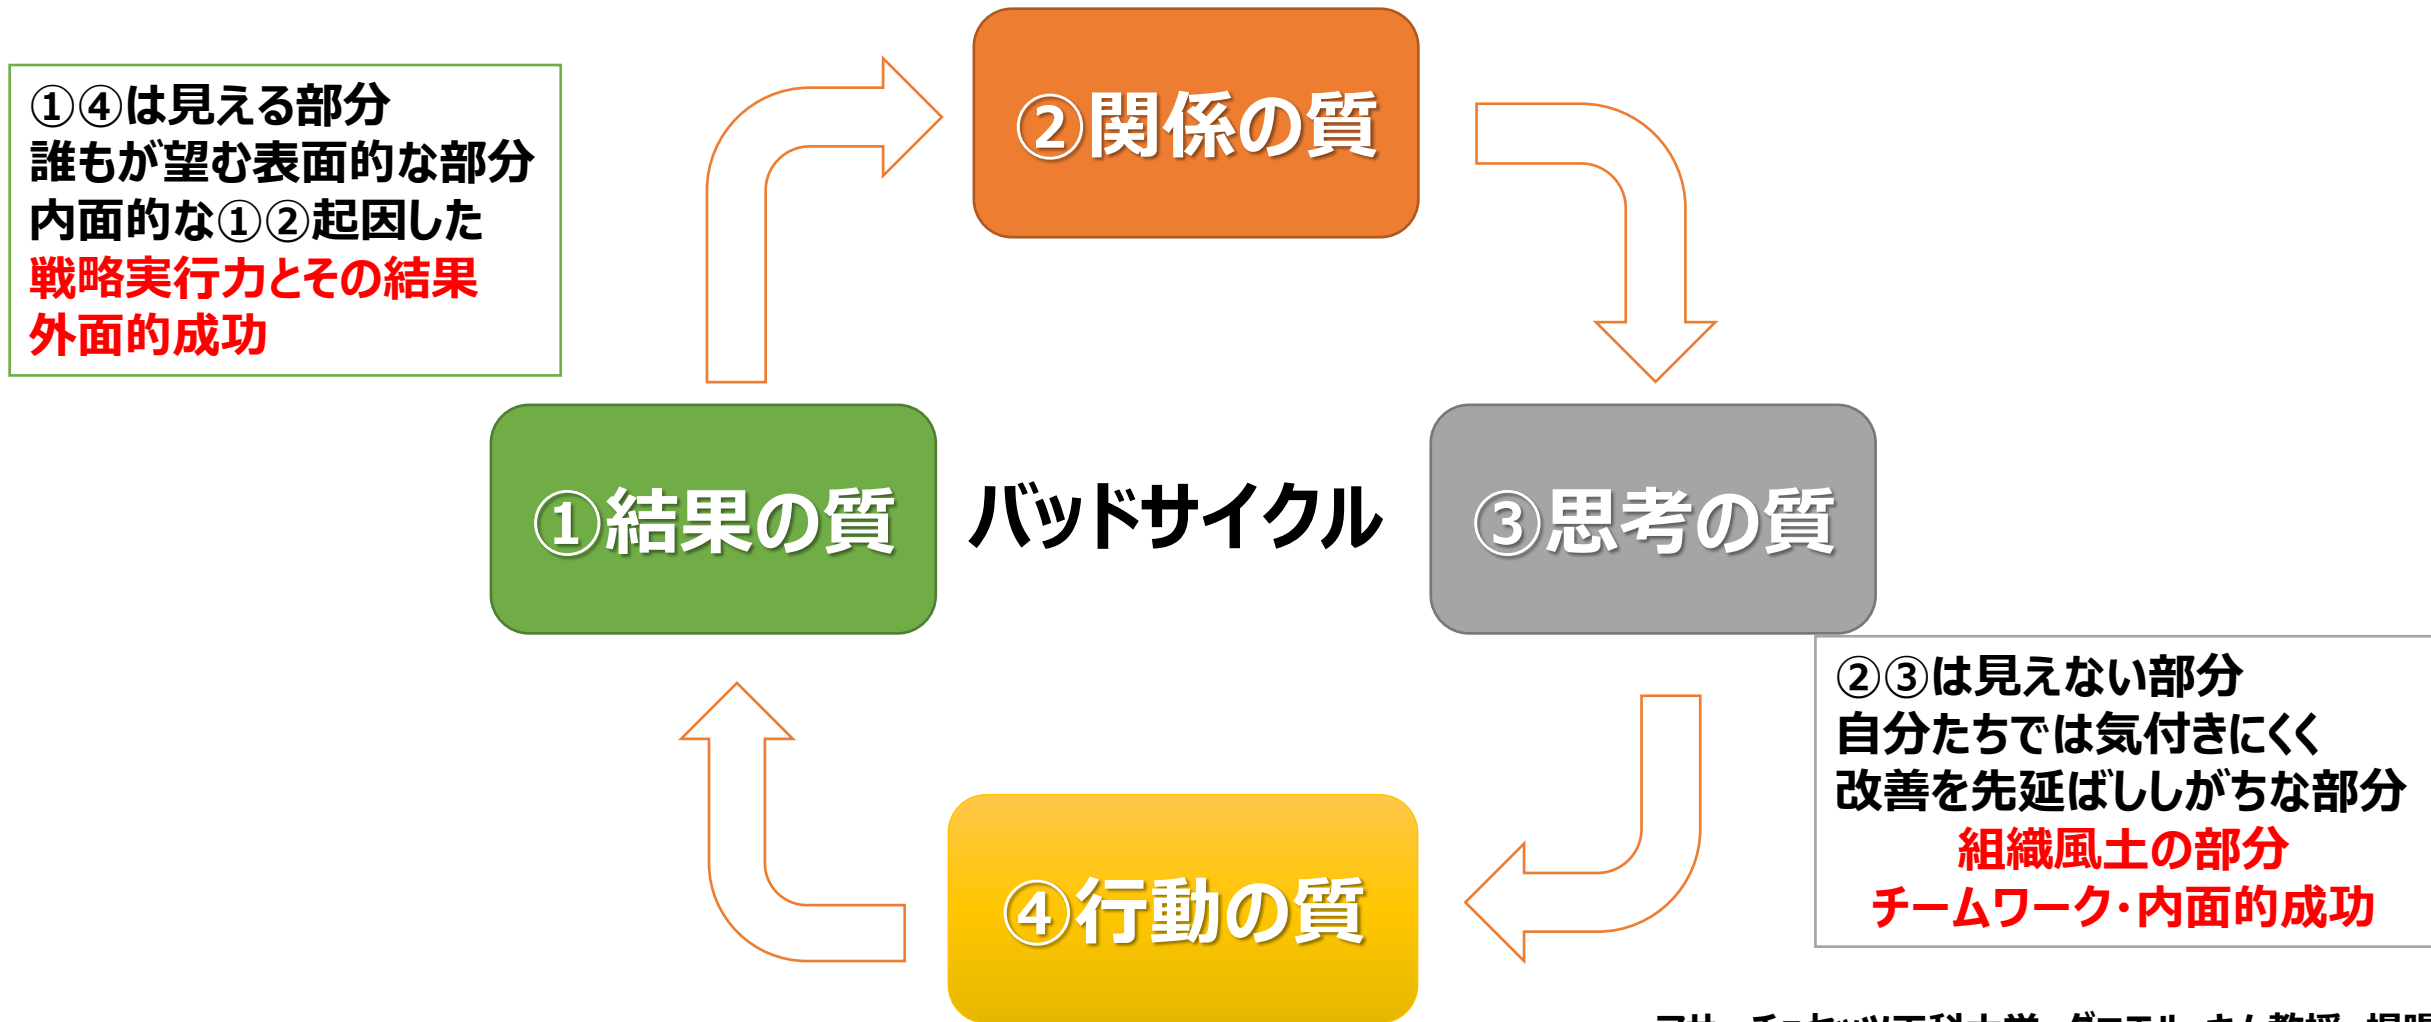 ①④は見える部分
誰もが望む表面的な部分
内面的な①②起因した
戦略実行力とその結果
外面的成功
②関係の質
①結果の質
バッドサイクル
③思考の質
④行動の質
②③は見えない部分
自分たちでは気付きにくく
改善を先延ばししがちな部分
組織風土の部分
チームワーク・内面的成功